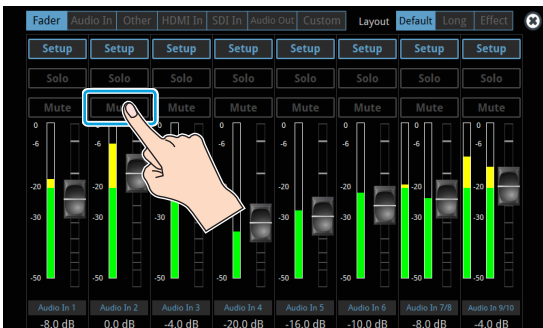 Fader Audio In Other HDMI In SDI In Audio Out Custom Layout Default Long Effect
Setup Setup Setup Setup Setup Setup Setup Setup
Solo Solo Solo Solo Solo Solo Solo Solo
Mute Mute Mute Mute Mute Mute Mute Mute
0 0 0 0 0 0
-6 -6 -6 -6 -6 -6
-20 -20 -20 -20 -20 -20
-30 -30 -30 -30 -30 -30
-50 -50 -50 -50 -50 -50 -50 -50
Audio In 1 Audio In 2 Audio In 3 Audio In 4 Audio In 5 Audio In 6 Audio In 7/8 Audio In 9/10
-8.0 dB 0.0 dB -4.0 dB -20.0 dB -16.0 dB -10.0 dB -8.0 dB -4.0 dB